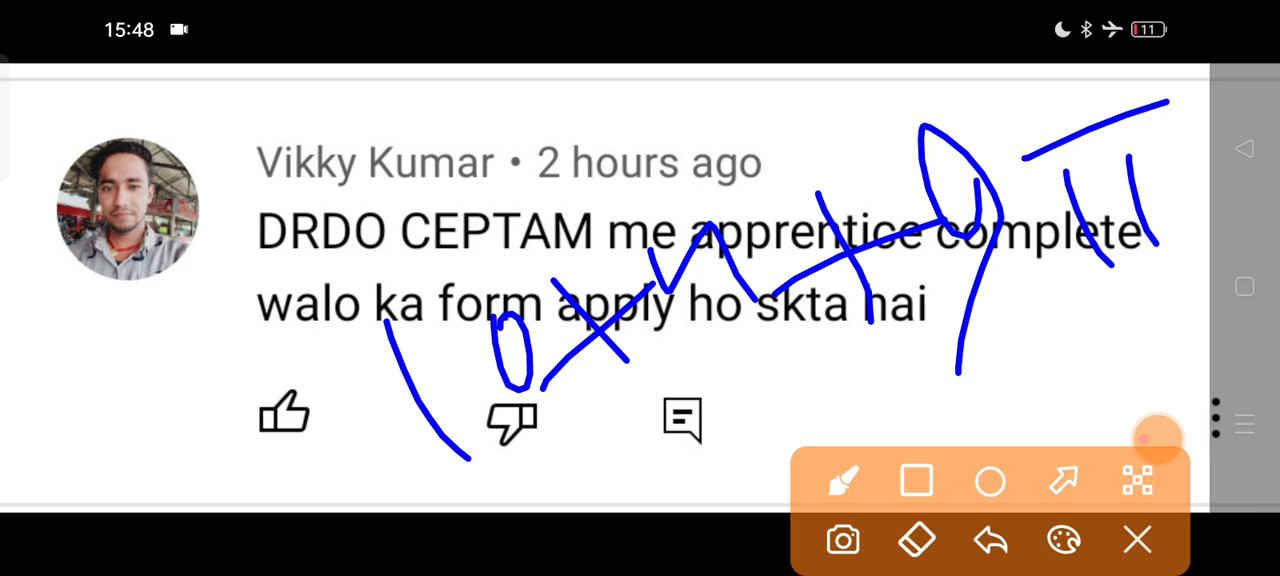 15:48
11
Vikky Kumar • 2 hours ago
DRDO CEPTAM me apprentice complete
walo ka form apply ho skta hai